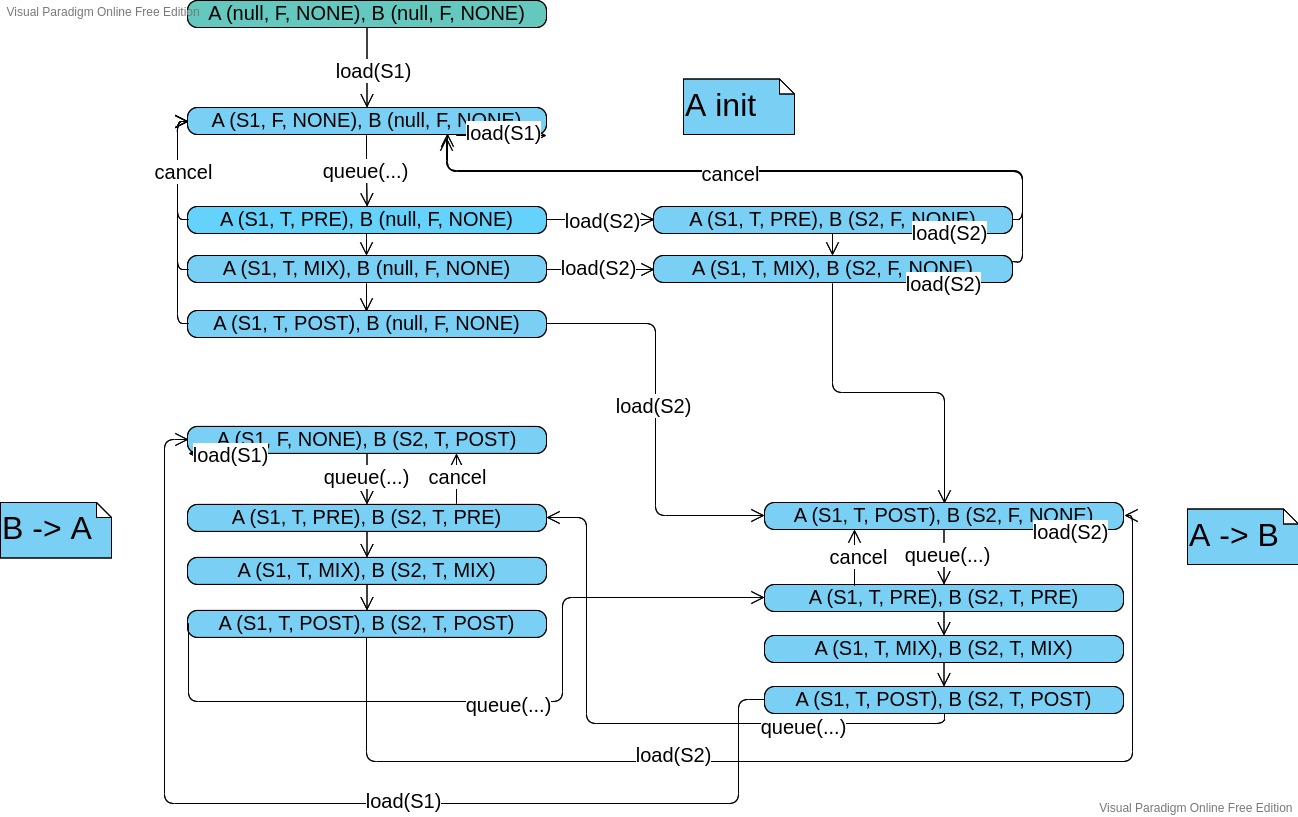 Visual Paradigm Online Free Edition
A (null, F, NONE), B (null, F, NONE)
load(S1)
A init
A (S1, F, NONE), B (null, F, NONE)
load(S1)
cancel
queue(...)
cancel
A (S1, T, PRE), B (null, F, NONE)
load(S2)
A (S1, T, PRE), B (S2, F, NONE)
load(S2)
A (S1, T, MIX), B (null, F, NONE)
load(S2)
A (S1, T, MIX), B (S2, F, NONE)
load(S2)
A (S1, T, POST), B (null, F, NONE)
load(S2)
A (S1, F, NONE), B (S2, T, POST)
load(S1)
queue(...)
cancel
B -> A
A (S1, T, PRE), B (S2, T, PRE)
A (S1, T, MIX), B (S2, T, MIX)
A (S1, T, POST), B (S2, T, POST)
queue(...)
A (S1, T, POST), B (S2, F, NONE)
load(S2)
A -> B
cancel
queue(...)
A (S1, T, PRE), B (S2, T, PRE)
A (S1, T, MIX), B (S2, T, MIX)
A (S1, T, POST), B (S2, T, POST)
queue(...)
load(S2)
load(S1)
Visual Paradigm Online Free Edition